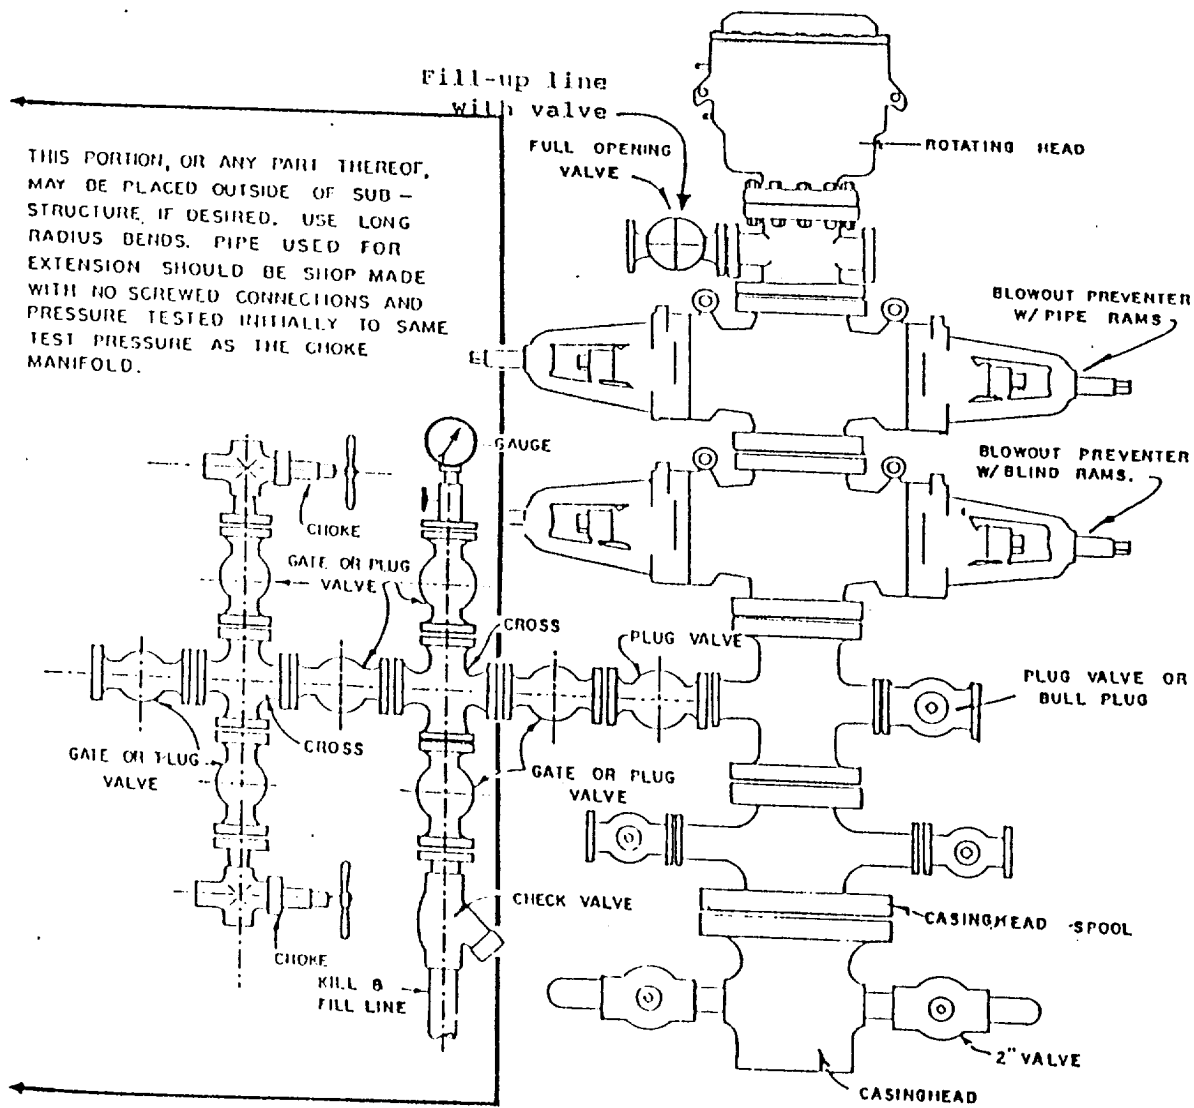 Fill-up line
with valve
FULL OPENING
VALVE
ROTATING HEAD
THIS PORTION, OR ANY PART THEREOF,
MAY BE PLACED OUTSIDE OF SUB-
STRUCTURE IF DESIRED. USE LONG
RADIUS BENDS. PIPE USED FOR
EXTENSION SHOULD BE SHOP MADE
WITH NO SCREWED CONNECTIONS AND
PRESSURE TESTED INITIALLY TO SAME
TEST PRESSURE AS THE CHOKE
MANIFOLD.
BLOWOUT PREVENTER
W/ PIPE RAMS
GAUGE
BLOWOUT PREVENTER
W/ BLIND RAMS.
CHOKE
GATE OR PLUG
VALVE
CROSS
PLUG VALVE
PLUG VALVE OR
BULL PLUG
CROSS
GATE OR PLUG
VALVE
GATE OR PLUG
VALVE
CHECK VALVE
CASINGHEAD SPOOL
CHOKE
KILL &
FILL LINE
2" VALVE
CASINGHEAD